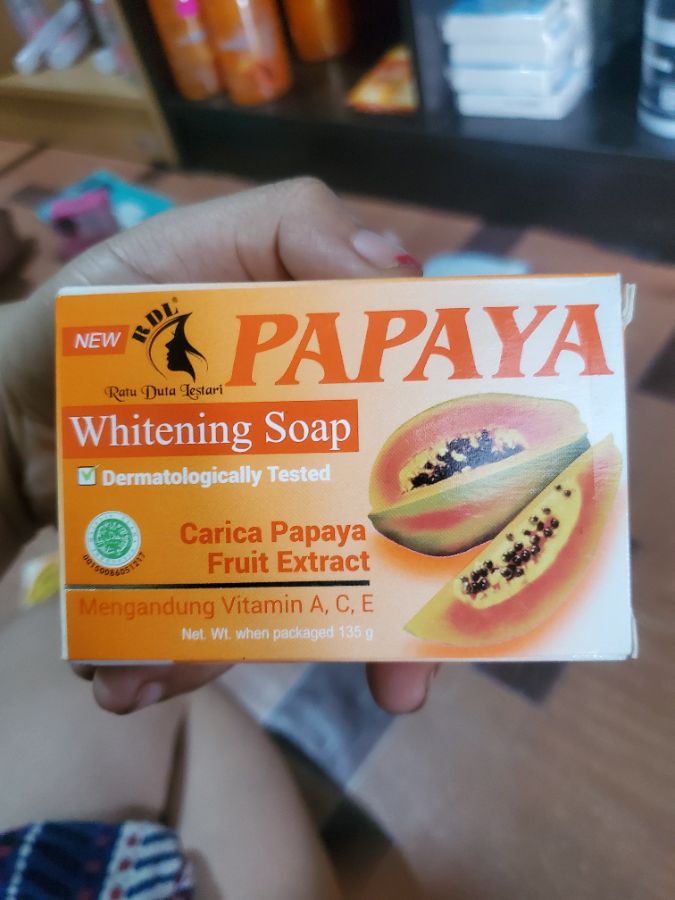 NEW
RDL®
Ratu Duta Lestari
PAPAYA
Whitening Soap
Dermatologically Tested
00150086051217
Carica Papaya
Fruit Extract
Mengandung Vitamin A, C, E
Net. Wt. when packaged 135 g